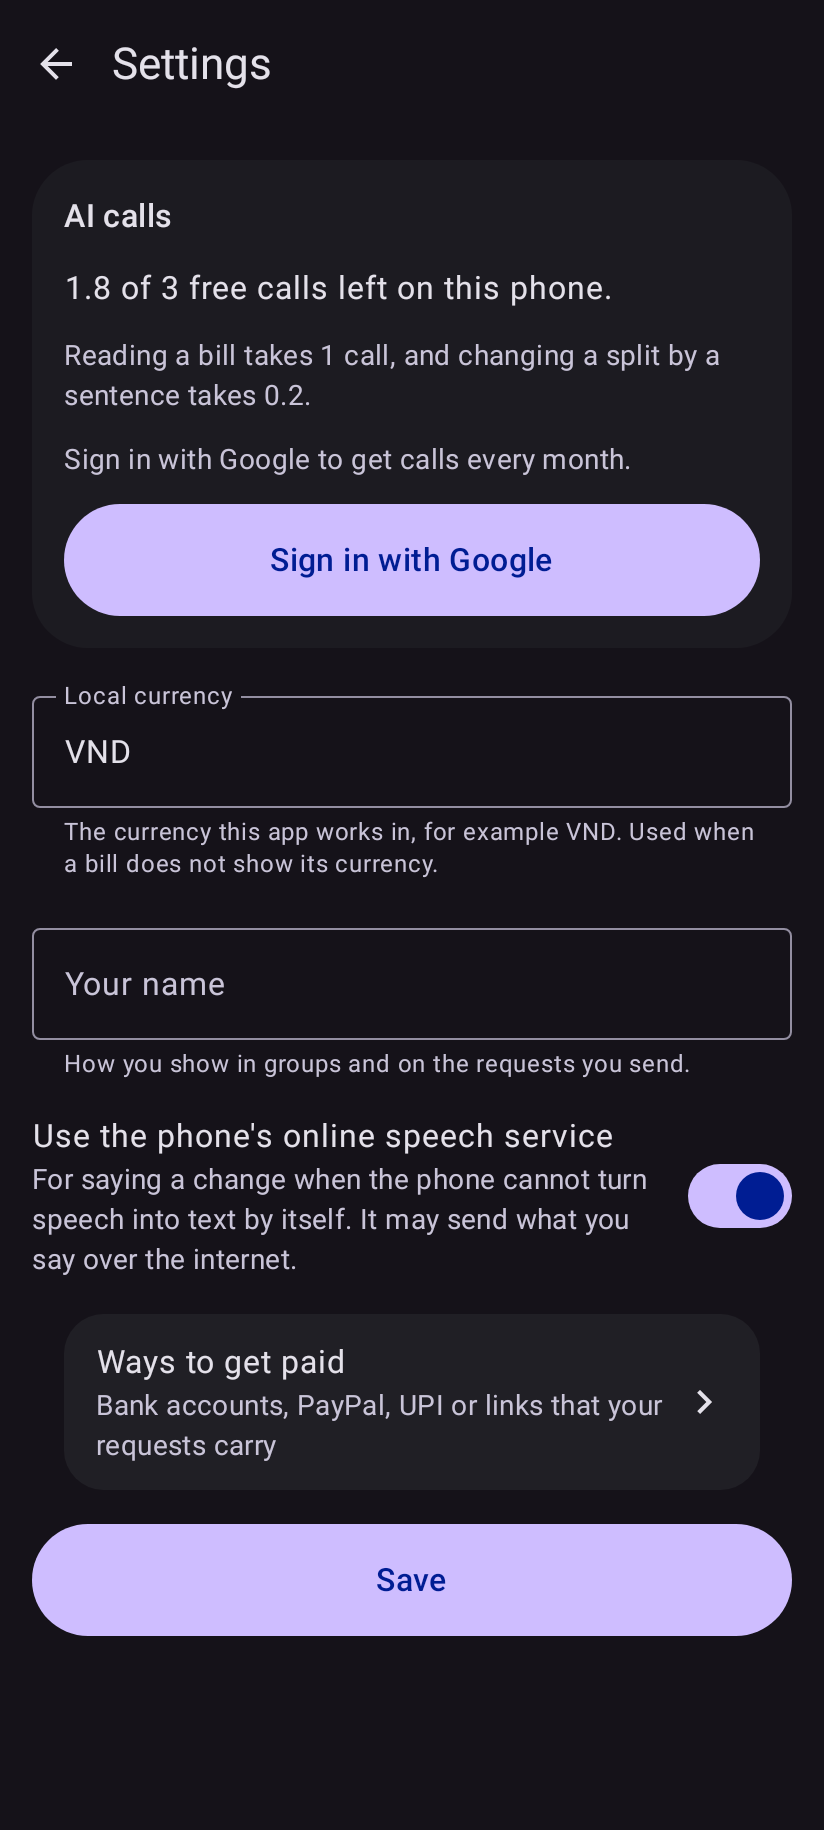 Settings
AI calls
1.8 of 3 free calls left on this phone.
Reading a bill takes 1 call, and changing a split by a
sentence takes 0.2.
Sign in with Google to get calls every month.
Sign in with Google
Local currency
VND
The currency this app works in, for example VND. Used when
a bill does not show its currency.
Your name
How you show in groups and on the requests you send.
Use the phone's online speech service
For saying a change when the phone cannot turn
speech into text by itself. It may send what you
say over the internet.
Ways to get paid
Bank accounts, PayPal, UPI or links that your
requests carry
Save